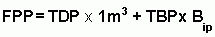 FPP= TDP x 1m³ + TBPx B_ip